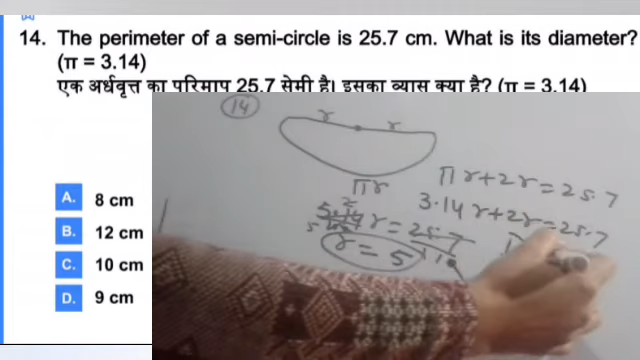 14. The perimeter of a semi-circle is 25.7 cm. What is its diameter?
(π = 3.14)
एक अर्धवृत्त का परिमाप 25.7 सेमी है। इसका व्यास क्या है? (π = 3.14)
A. 8 cm
B. 12 cm
C. 10 cm
D. 9 cm
14
r r
πr
πr+2r=25.7
3.14r+2r=25.7
r = 25.7
r = 5